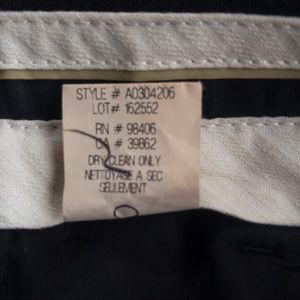 STYLE # A0304206
LOT# 162552
RN # 98406
CA # 39862
DRY CLEAN ONLY
NETTOYAGE A SEC
SEULEMENT